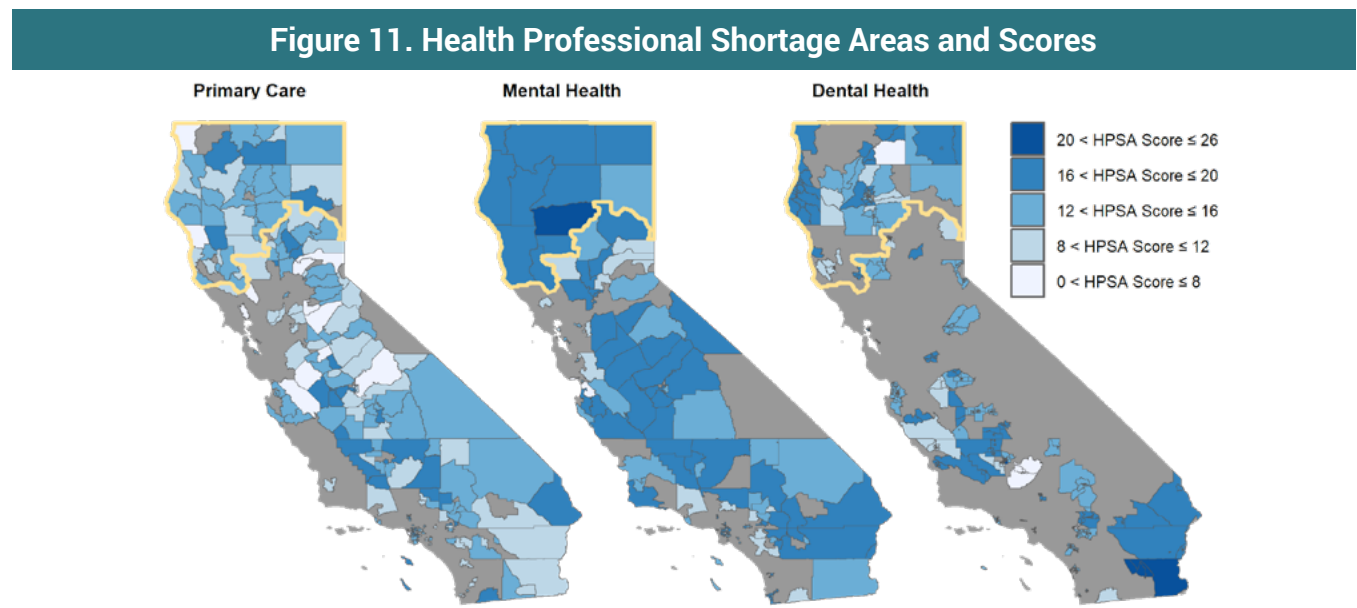 Figure 11. Health Professional Shortage Areas and Scores
Primary Care
Mental Health
Dental Health
20 < HPSA Score ≤ 26
16 < HPSA Score ≤ 20
12 < HPSA Score ≤ 16
8 < HPSA Score ≤ 12
0 < HPSA Score ≤ 8